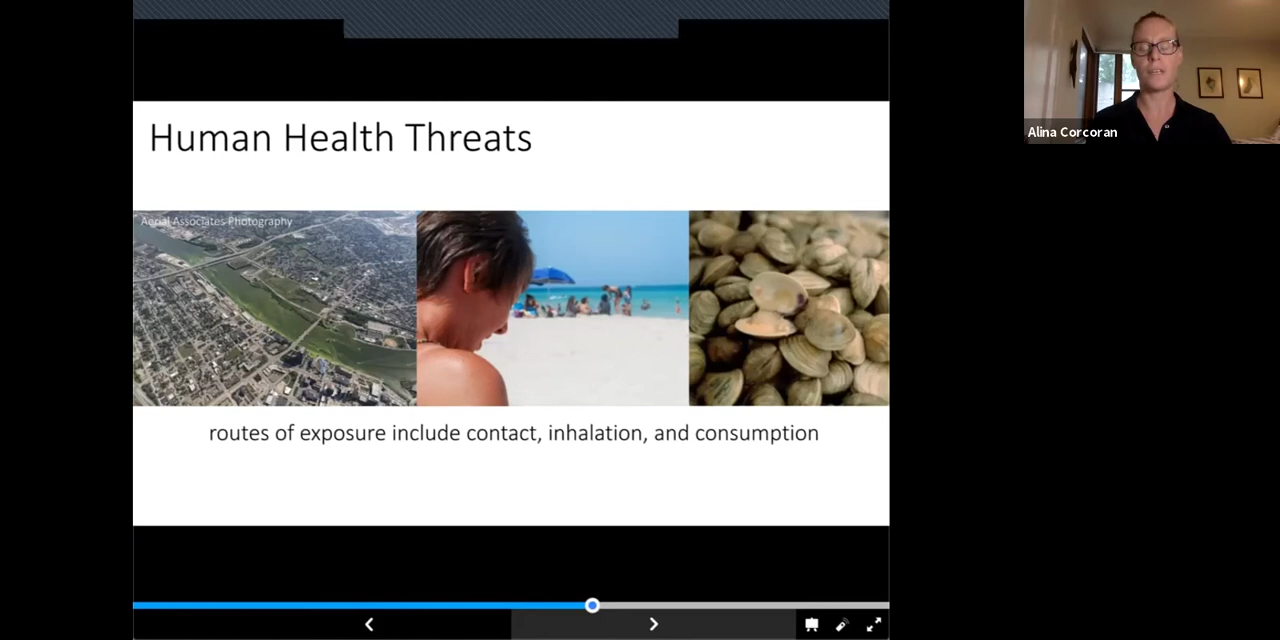 Human Health Threats
Aerial Associates Photography
routes of exposure include contact, inhalation, and consumption
Alina Corcoran